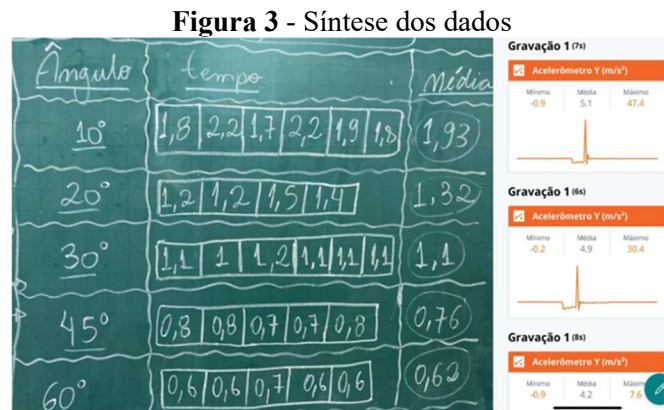 Figura 3 - Síntese dos dados
Ângulo tempo Média
10° 1,8 2,2 1,7 2,2 1,9 1,8 1,93
20° 1,2 1,2 1,5 1,4 1,32
30° 1,1 1 1,2 1,1 1,1 1,1 1,1
45° 0,8 0,8 0,7 0,7 0,8 0,76
60° 0,6 0,6 0,7 0,6 0,6 0,62
Gravação 1 (7s)
Acelerômetro Y (m/s²)
Mínimo Média Máximo
-0.9 5.1 47.4
Gravação 1 (6s)
Acelerômetro Y (m/s²)
Mínimo Média Máximo
-0.2 4.9 30.4
Gravação 1 (8s)
Acelerômetro Y (m/s²)
Mínimo Média
-0.9 4.2 7.6